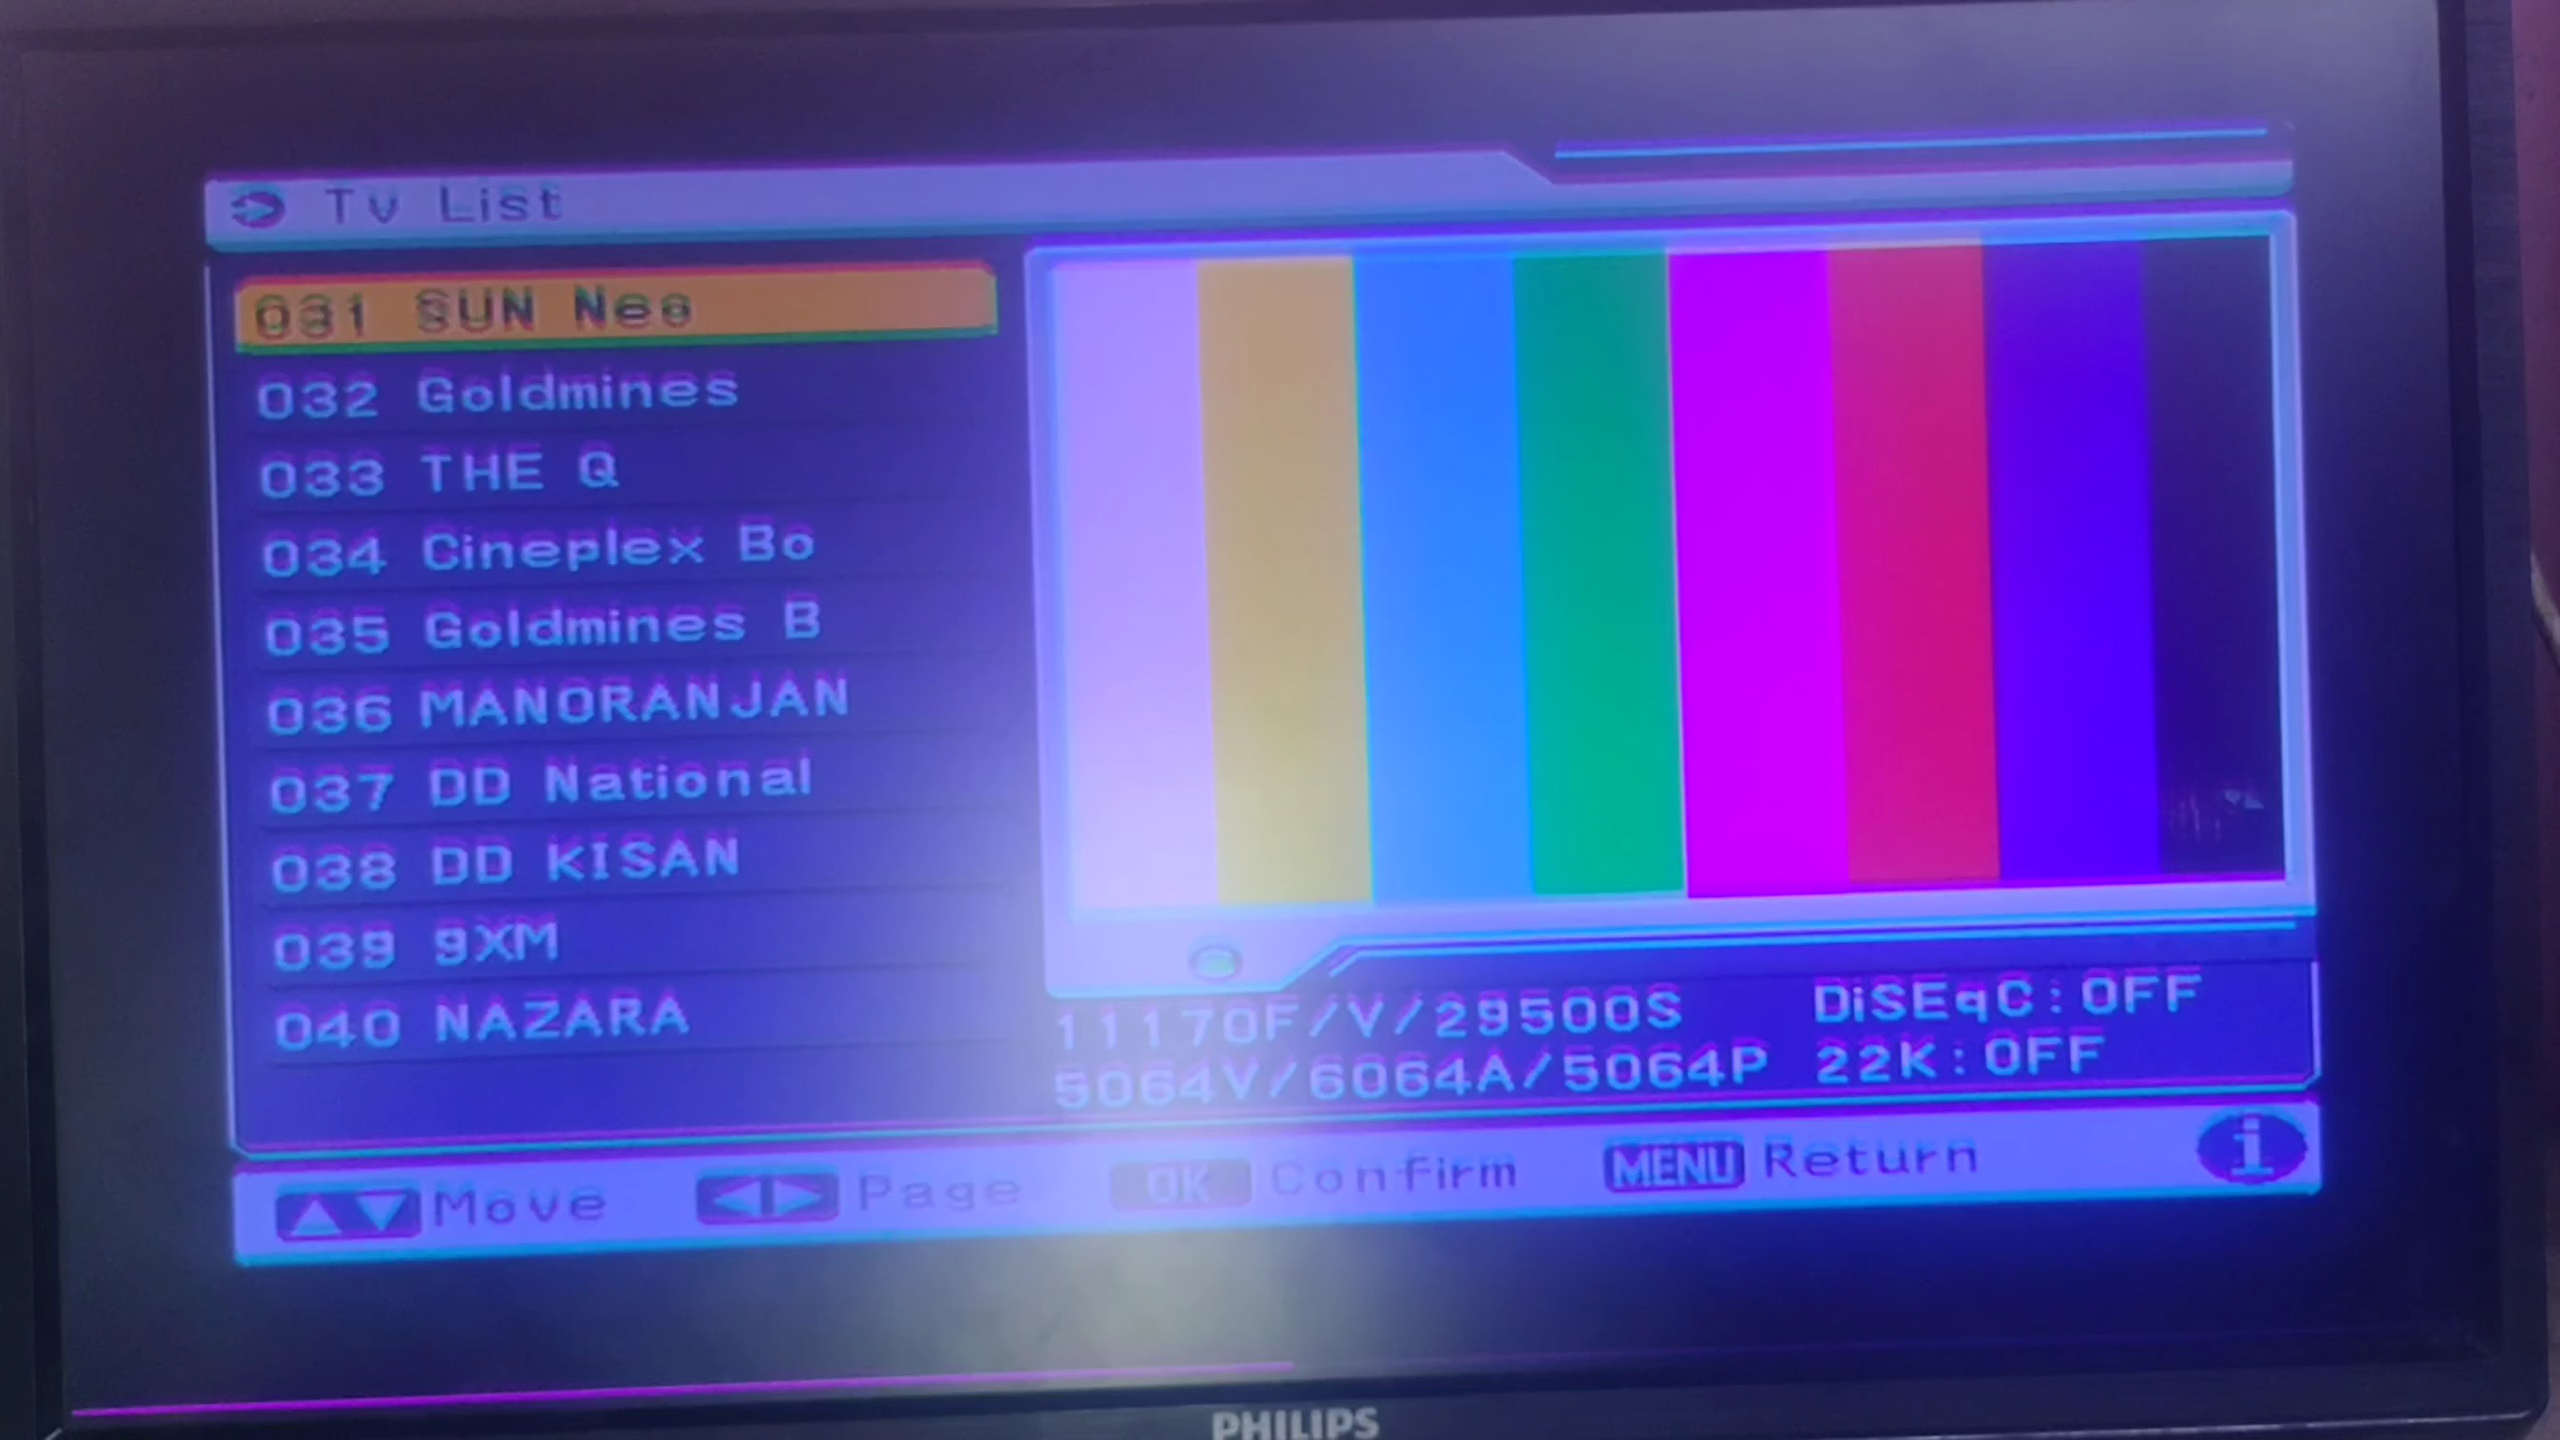 Tv List
031 SUN Neo
032 Goldmines
033 THE Q
034 Cineplex Bo
035 Goldmines B
036 MANORANJAN
037 DD National
038 DD KISAN
039 9XM
040 NAZARA
11170F/V/29500S DiSEqC:OFF
5064V/6064A/5064P 22K:OFF
Move Page OK Confirm MENU Return i
PHILIPS